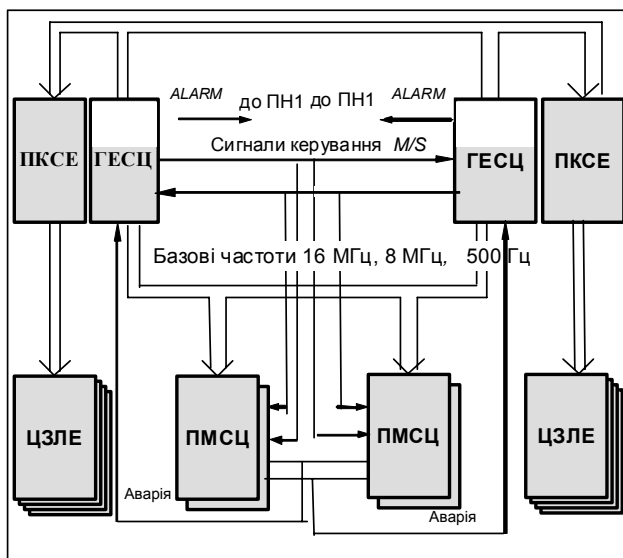 ALARM до ПН1 до ПН1 ALARM
ПКСЕ ГЕСЦ Сигнали керування M/S ГЕСЦ ПКСЕ
Базові частоти 16 МГц, 8 МГц, 500 Гц
ЦЗЛЕ ПМСЦ ПМСЦ ЦЗЛЕ
Аварія Аварія